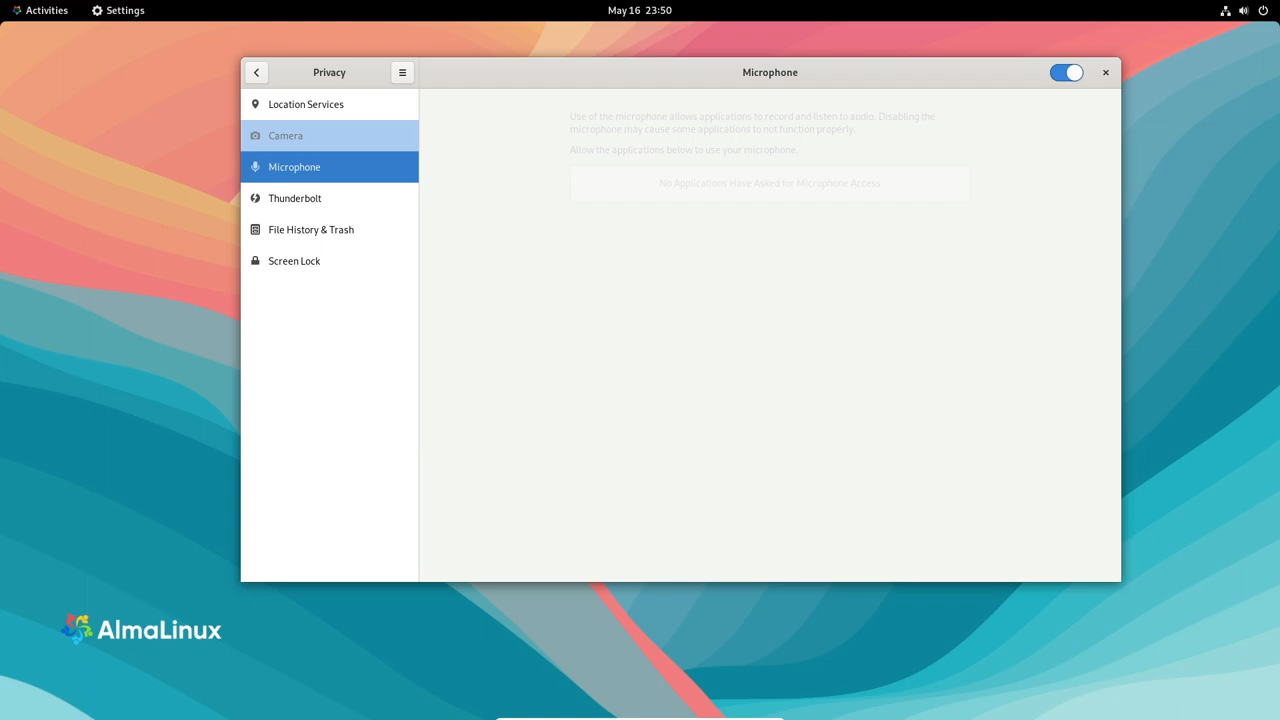 Activities
Settings
May 16 23:50
Privacy
Microphone
Location Services
Camera
Microphone
Thunderbolt
File History & Trash
Screen Lock
Use of the microphone allows applications to record and listen to audio. Disabling the
microphone may cause some applications to not function properly.
Allow the applications below to use your microphone.
No Applications Have Asked for Microphone Access
AlmaLinux